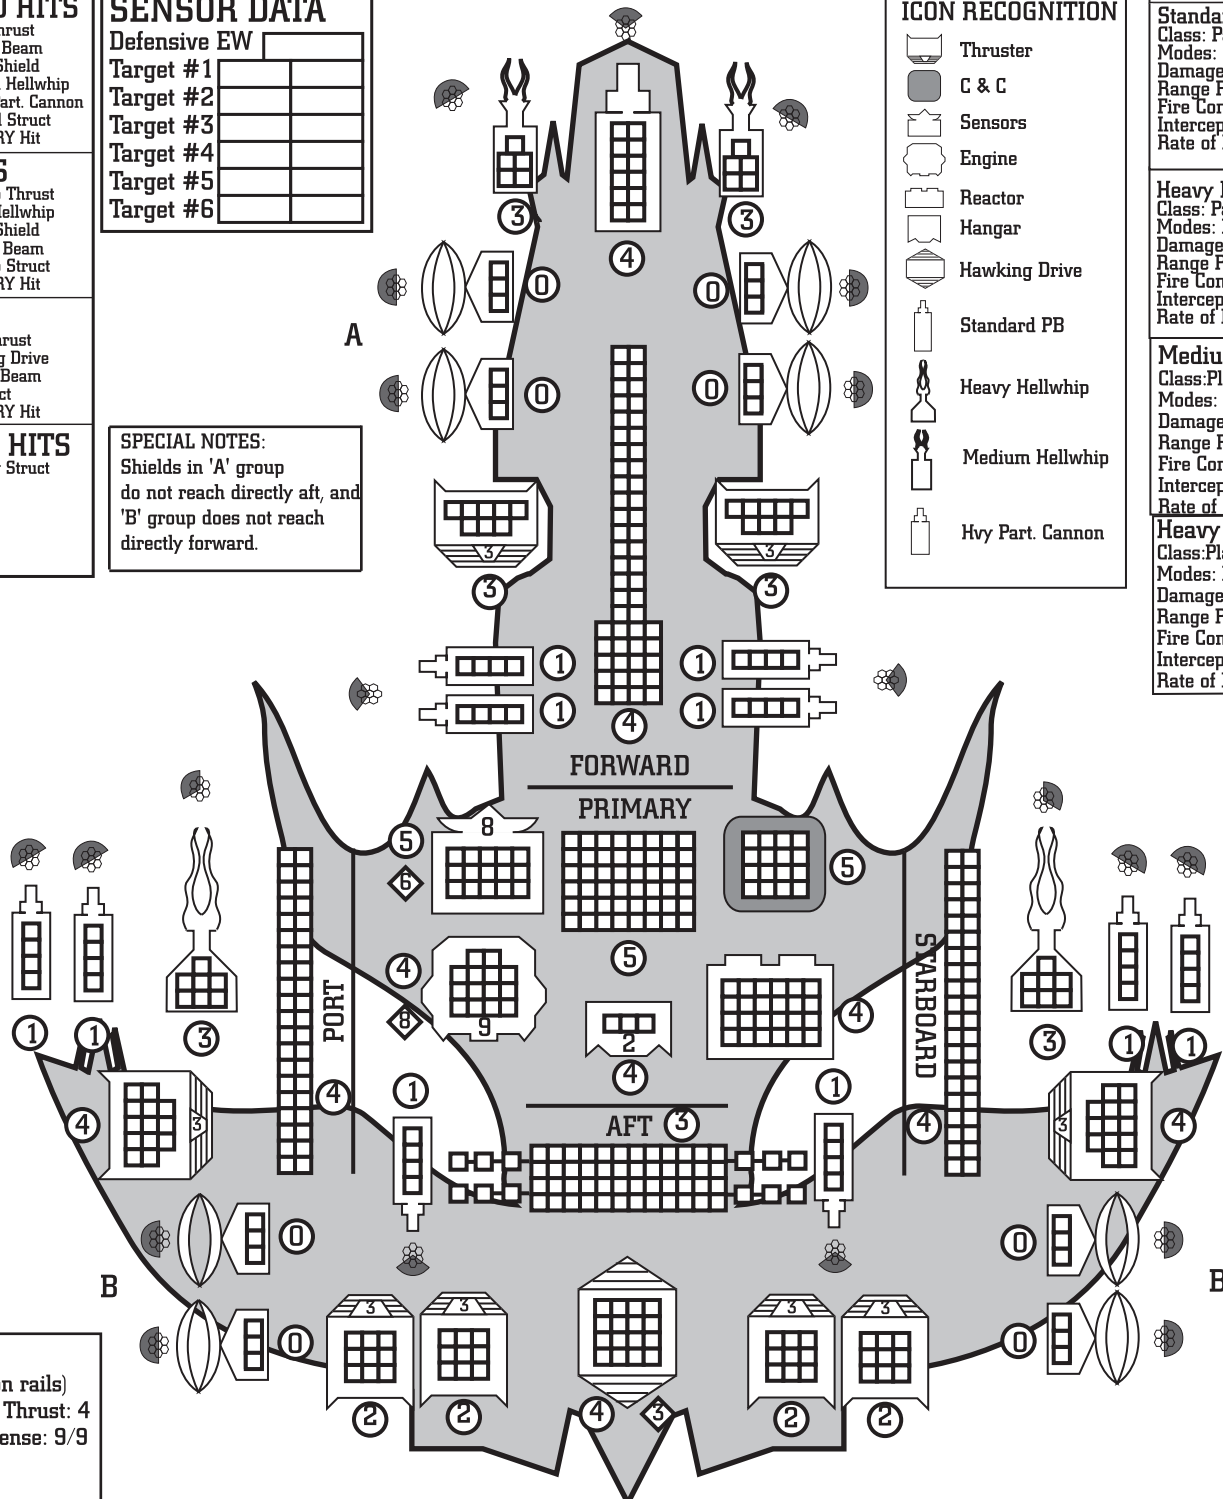 HITS
hrust
Beam
Shield
Hellwhip
Part. Cannon
Struct
RY Hit
S
Thrust
Hellwhip
Shield
Beam
Struct
RY Hit
hrust
g Drive
Beam
ct
RY Hit
HITS
Struct
SENSOR DATA
Defensive EW
Target #1
Target #2
Target #3
Target #4
Target #5
Target #6
SPECIAL NOTES:
Shields in 'A' group
do not reach directly aft, and
'B' group does not reach
directly forward.
ICON RECOGNITION
Thruster
C & C
Sensors
Engine
Reactor
Hangar
Hawking Drive
Standard PB
Heavy Hellwhip
Medium Hellwhip
Hvy Part. Cannon
Standa
Class: Pa
Modes:
Damage
Range P
Fire Con
Intercep
Rate of
Heavy
Class: Pa
Modes:
Damage
Range P
Fire Con
Intercep
Rate of
Mediu
Class:Pla
Modes:
Damage
Range P
Fire Con
Intercep
Rate of
Heavy
Class:Pla
Modes:
Damage
Range P
Fire Con
Intercep
Rate of
3 4 3
0 0
A
0 0
3 3
3 3
1 1
1 1
4
FORWARD
PRIMARY
5 8 5
6
4 5
8 9 2 4
PORT
STARBOARD
1 1 3 4 3 1 1
4 3 4 1 1 4 3 4
AFT 3
0 0
B B
0 0
3 3 3 3
2 2 4 3 2 2
on rails)
Thrust: 4
ense: 9/9